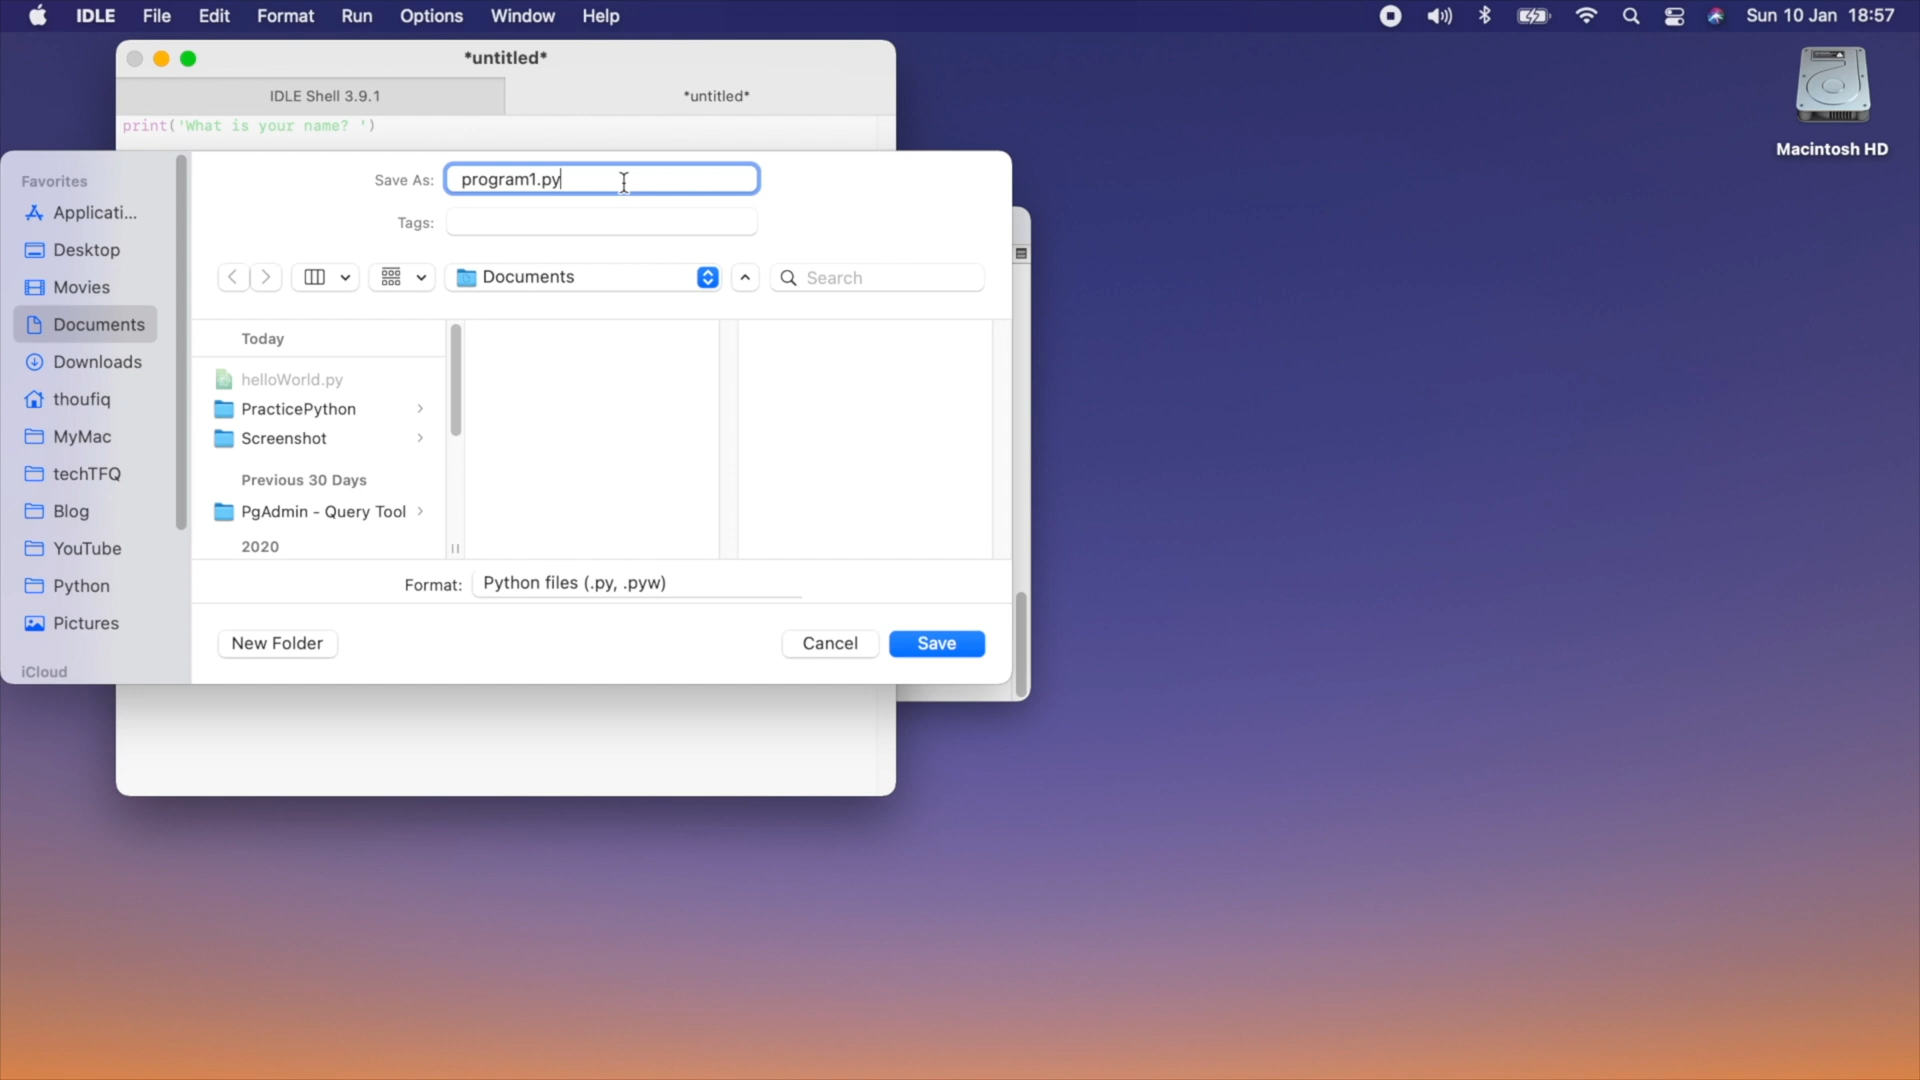 IDLE File Edit Format Run Options Window Help Sun 10 Jan 18:57
*untitled*
IDLE Shell 3.9.1 *untitled*
print('What is your name? ')
Macintosh HD
Save As: program1.py
Tags:
Documents Search
Favorites
Applicati...
Desktop
Movies
Documents
Downloads
thoufiq
MyMac
techTFQ
Blog
YouTube
Python
Pictures
iCloud
Today
helloWorld.py
PracticePython
Screenshot
Previous 30 Days
PgAdmin - Query Tool
2020
Format: Python files (.py, .pyw)
New Folder Cancel Save